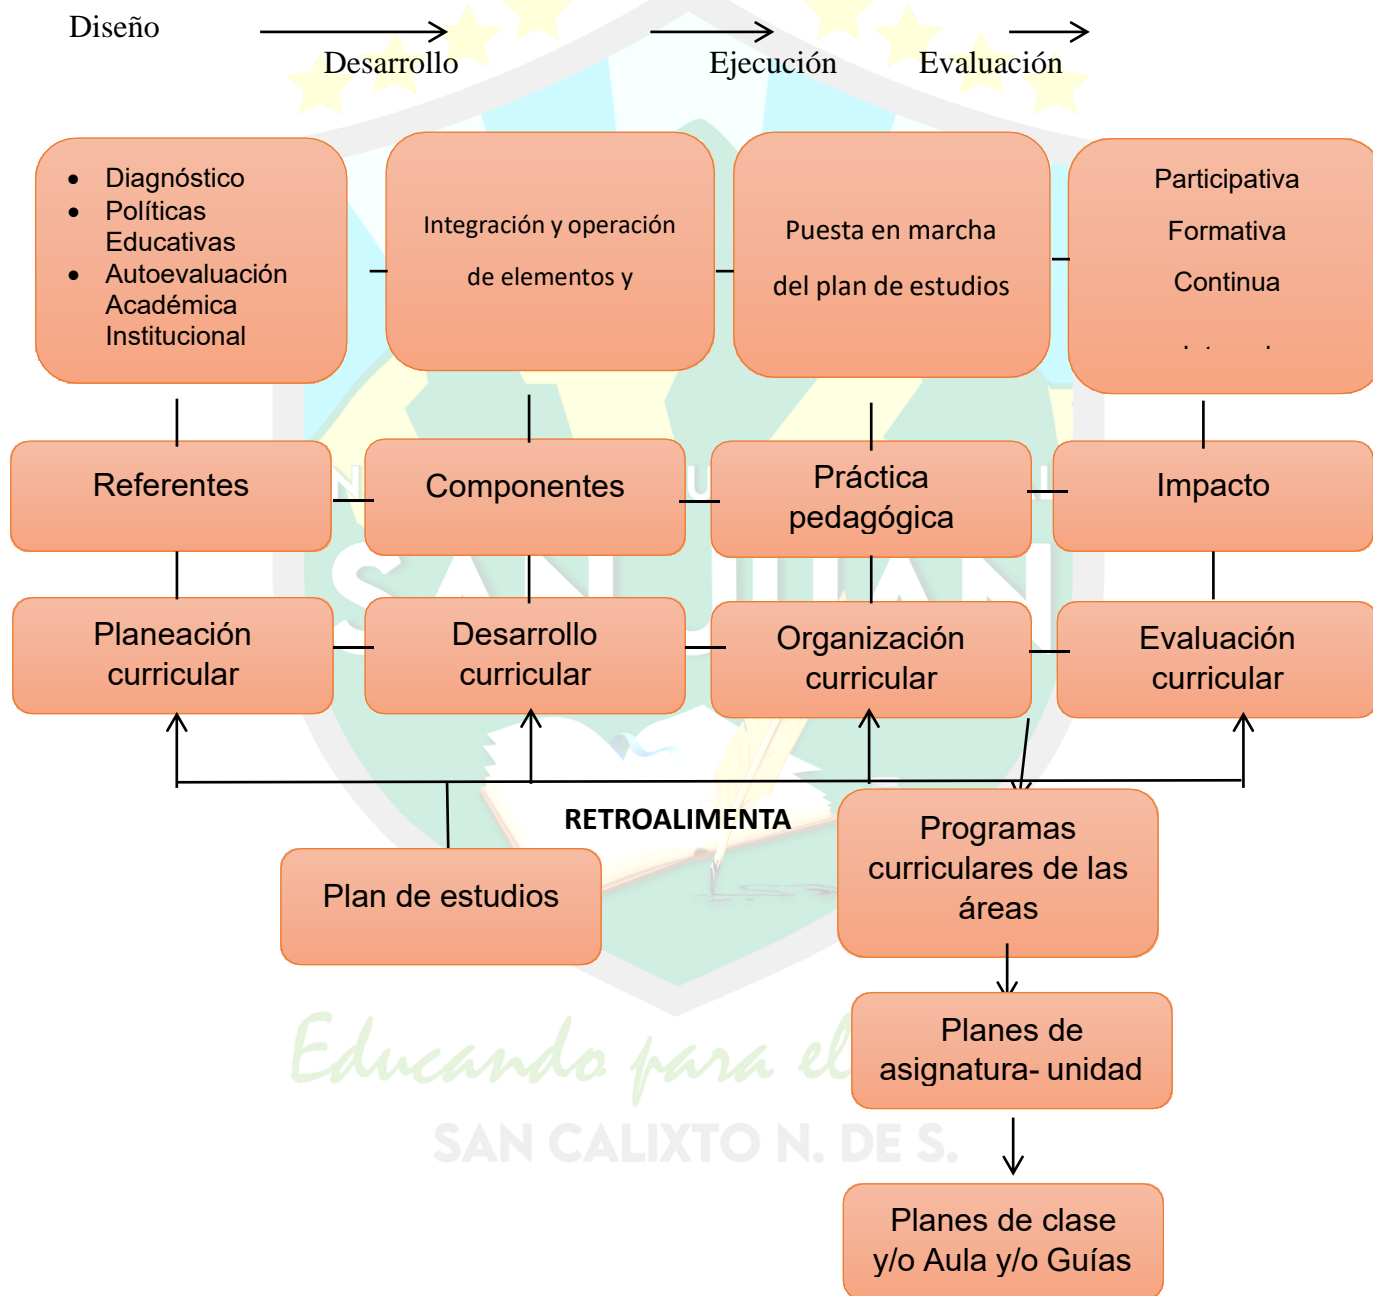 Diseño
Desarrollo
Ejecución
Evaluación
• Diagnóstico
• Políticas
Educativas
• Autoevaluación
Académica
Institucional
Integración y operación
de elementos y
Puesta en marcha
del plan de estudios
Participativa
Formativa
Continua
Referentes
Componentes
Práctica
pedagógica
Impacto
SAN JUAN
Planeación
curricular
Desarrollo
curricular
Organización
curricular
Evaluación
curricular
RETROALIMENTA
Plan de estudios
Programas
curriculares de las
áreas
Planes de
asignatura- unidad
Educando para el
SAN CALIXTO N. DE S.
Planes de clase
y/o Aula y/o Guías